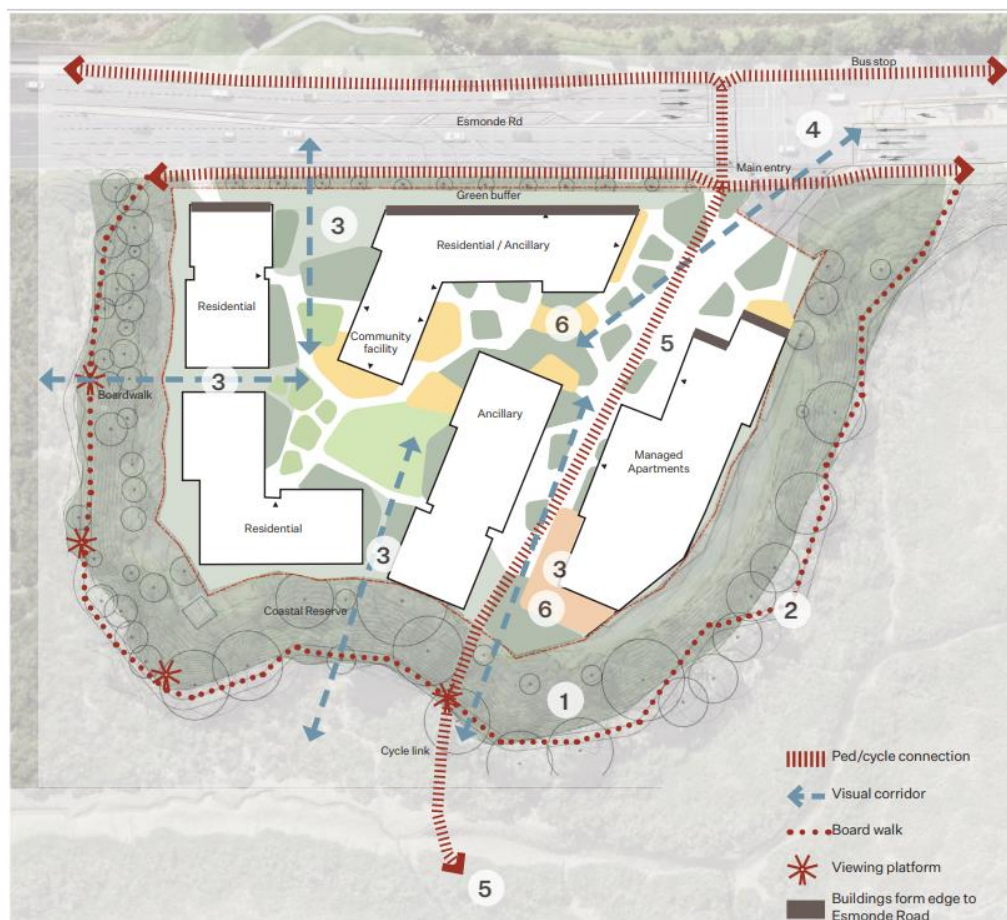 Bus stop
Esmonde Rd
4
Main entry
Green buffer
3
Residential / Ancillary
Residential
6
5
Community
facility
3
Boardwalk
Ancillary
Managed
Apartments
Residential
3
3
6
Coastal Reserve
2
1
Cycle link
5
Ped/cycle connection
Visual corridor
Board walk
Viewing platform
Buildings form edge to
Esmonde Road